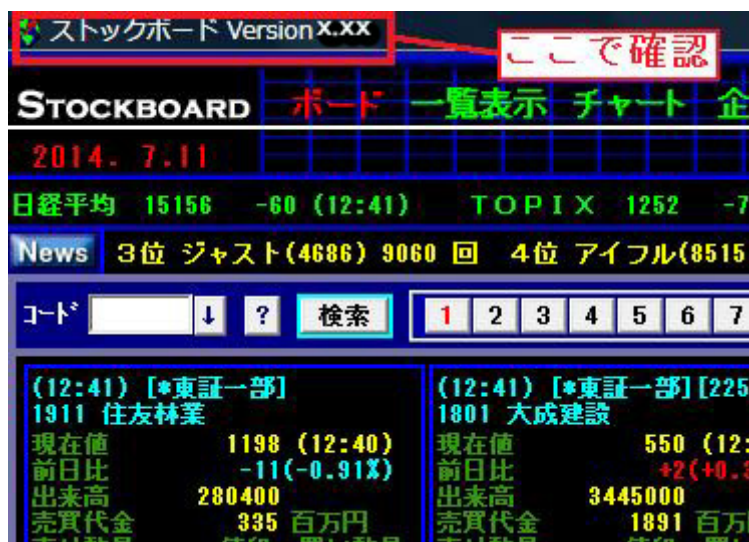 ストックボード Version X.XX
ここで確認
STOCKBOARD ボード 一覧表示 チャート
2014. 7.11
日経平均 15156 -60 (12:41) TOPIX 1252
News 3位 ジャスト(4686) 9060 回 4位 アイフル(8515
コード ↓ ? 検索 1 2 3 4 5 6 7
(12:41) [*東証一部]
1911 住友林業
現在値 1198 (12:40)
前日比 -11(-0.91%)
出来高 280400
売買代金 335 百万円
(12:41) [*東証一部][225
1801 大成建設
現在値 550 (12:
前日比 +2(+0.
出来高 3445000
売買代金 1891 百万